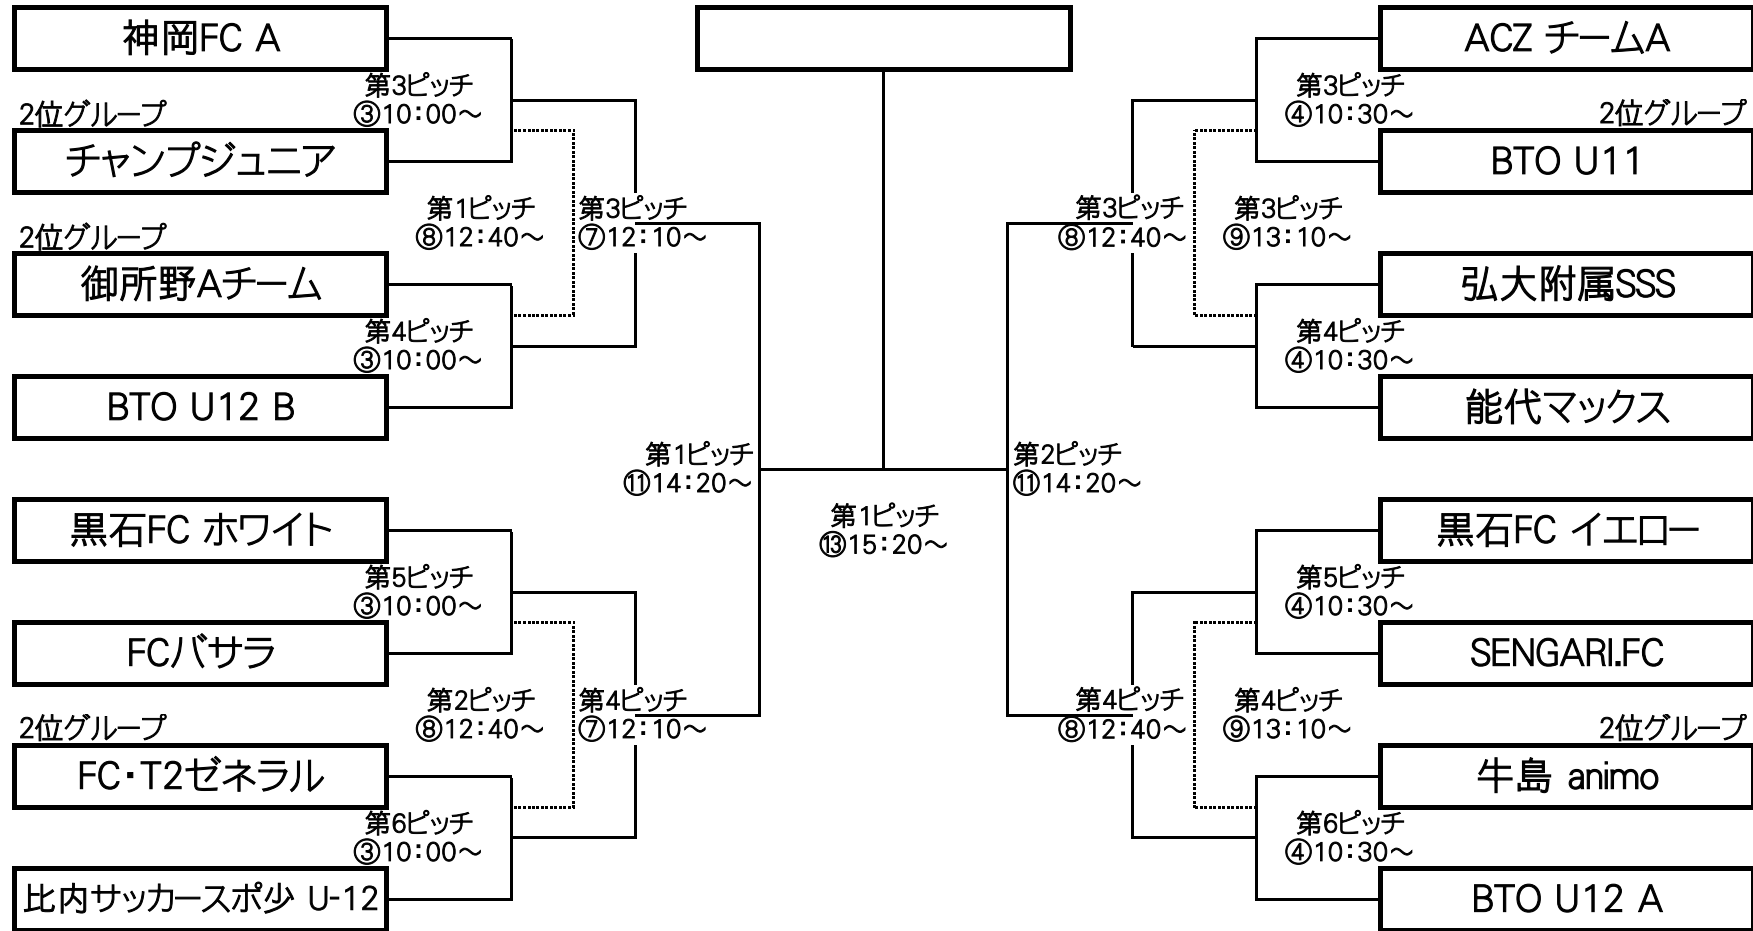 神岡FC A
第3ピッチ
③10:00～
2位グループ
チャンプジュニア
第1ピッチ
⑧12:40～
第3ピッチ
⑦12:10～
2位グループ
御所野Aチーム
第4ピッチ
③10:00～
BTO U12 B
第1ピッチ
⑪14:20～
黒石FC ホワイト
第5ピッチ
③10:00～
FCバサラ
第2ピッチ
⑧12:40～
第4ピッチ
⑦12:10～
2位グループ
FC・T2ゼネラル
第6ピッチ
③10:00～
比内サッカースポ少 U-12
第1ピッチ
⑬15:20～
ACZ チームA
第3ピッチ
④10:30～
2位グループ
BTO U11
第3ピッチ
⑧12:40～
第3ピッチ
⑨13:10～
弘大附属SSS
第4ピッチ
④10:30～
能代マックス
第2ピッチ
⑪14:20～
黒石FC イエロー
第5ピッチ
④10:30～
SENGARI.FC
第4ピッチ
⑧12:40～
第4ピッチ
⑨13:10～
2位グループ
牛島 animo
第6ピッチ
④10:30～
BTO U12 A